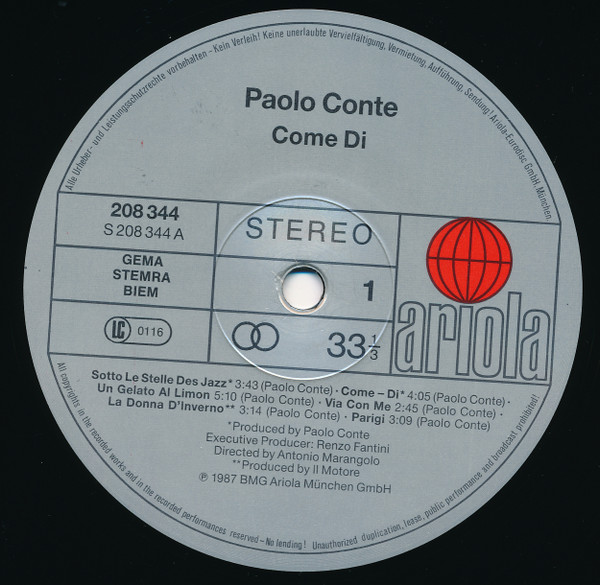 Alle Urheber- und Leistungsschutzrechte vorbehalten - Kein Verleih! Keine unerlaubte Vervielfältigung, Vermietung, Aufführung, Sendung! Ariola-Eurodisc GmbH, München.
Paolo Conte
Come Di
208 344
S 208 344 A
STEREO
GEMA
STEMRA
BIEM
1
LC 0116
33 1/3
ariola
Sotto Le Stelle Des Jazz* 3:43 (Paolo Conte) · Come – Di* 4:05 (Paolo Conte) ·
Un Gelato Al Limon 5:10 (Paolo Conte) · Via Con Me 2:45 (Paolo Conte) ·
La Donna D'Inverno** 3:14 (Paolo Conte) · Parigi 3:09 (Paolo Conte)
*Produced by Paolo Conte
Executive Producer: Renzo Fantini
Directed by Antonio Marangolo
**Produced by Il Motore
℗ 1987 BMG Ariola München GmbH
All copyrights in the recorded works and in the recorded performances reserved – No lending! Unauthorized duplication, lease, public performance and broadcast prohibited!